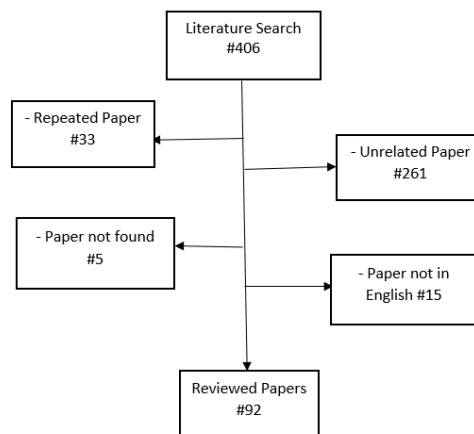 Literature Search
#406
- Repeated Paper
#33
- Unrelated Paper
#261
- Paper not found
#5
- Paper not in
English #15
Reviewed Papers
#92